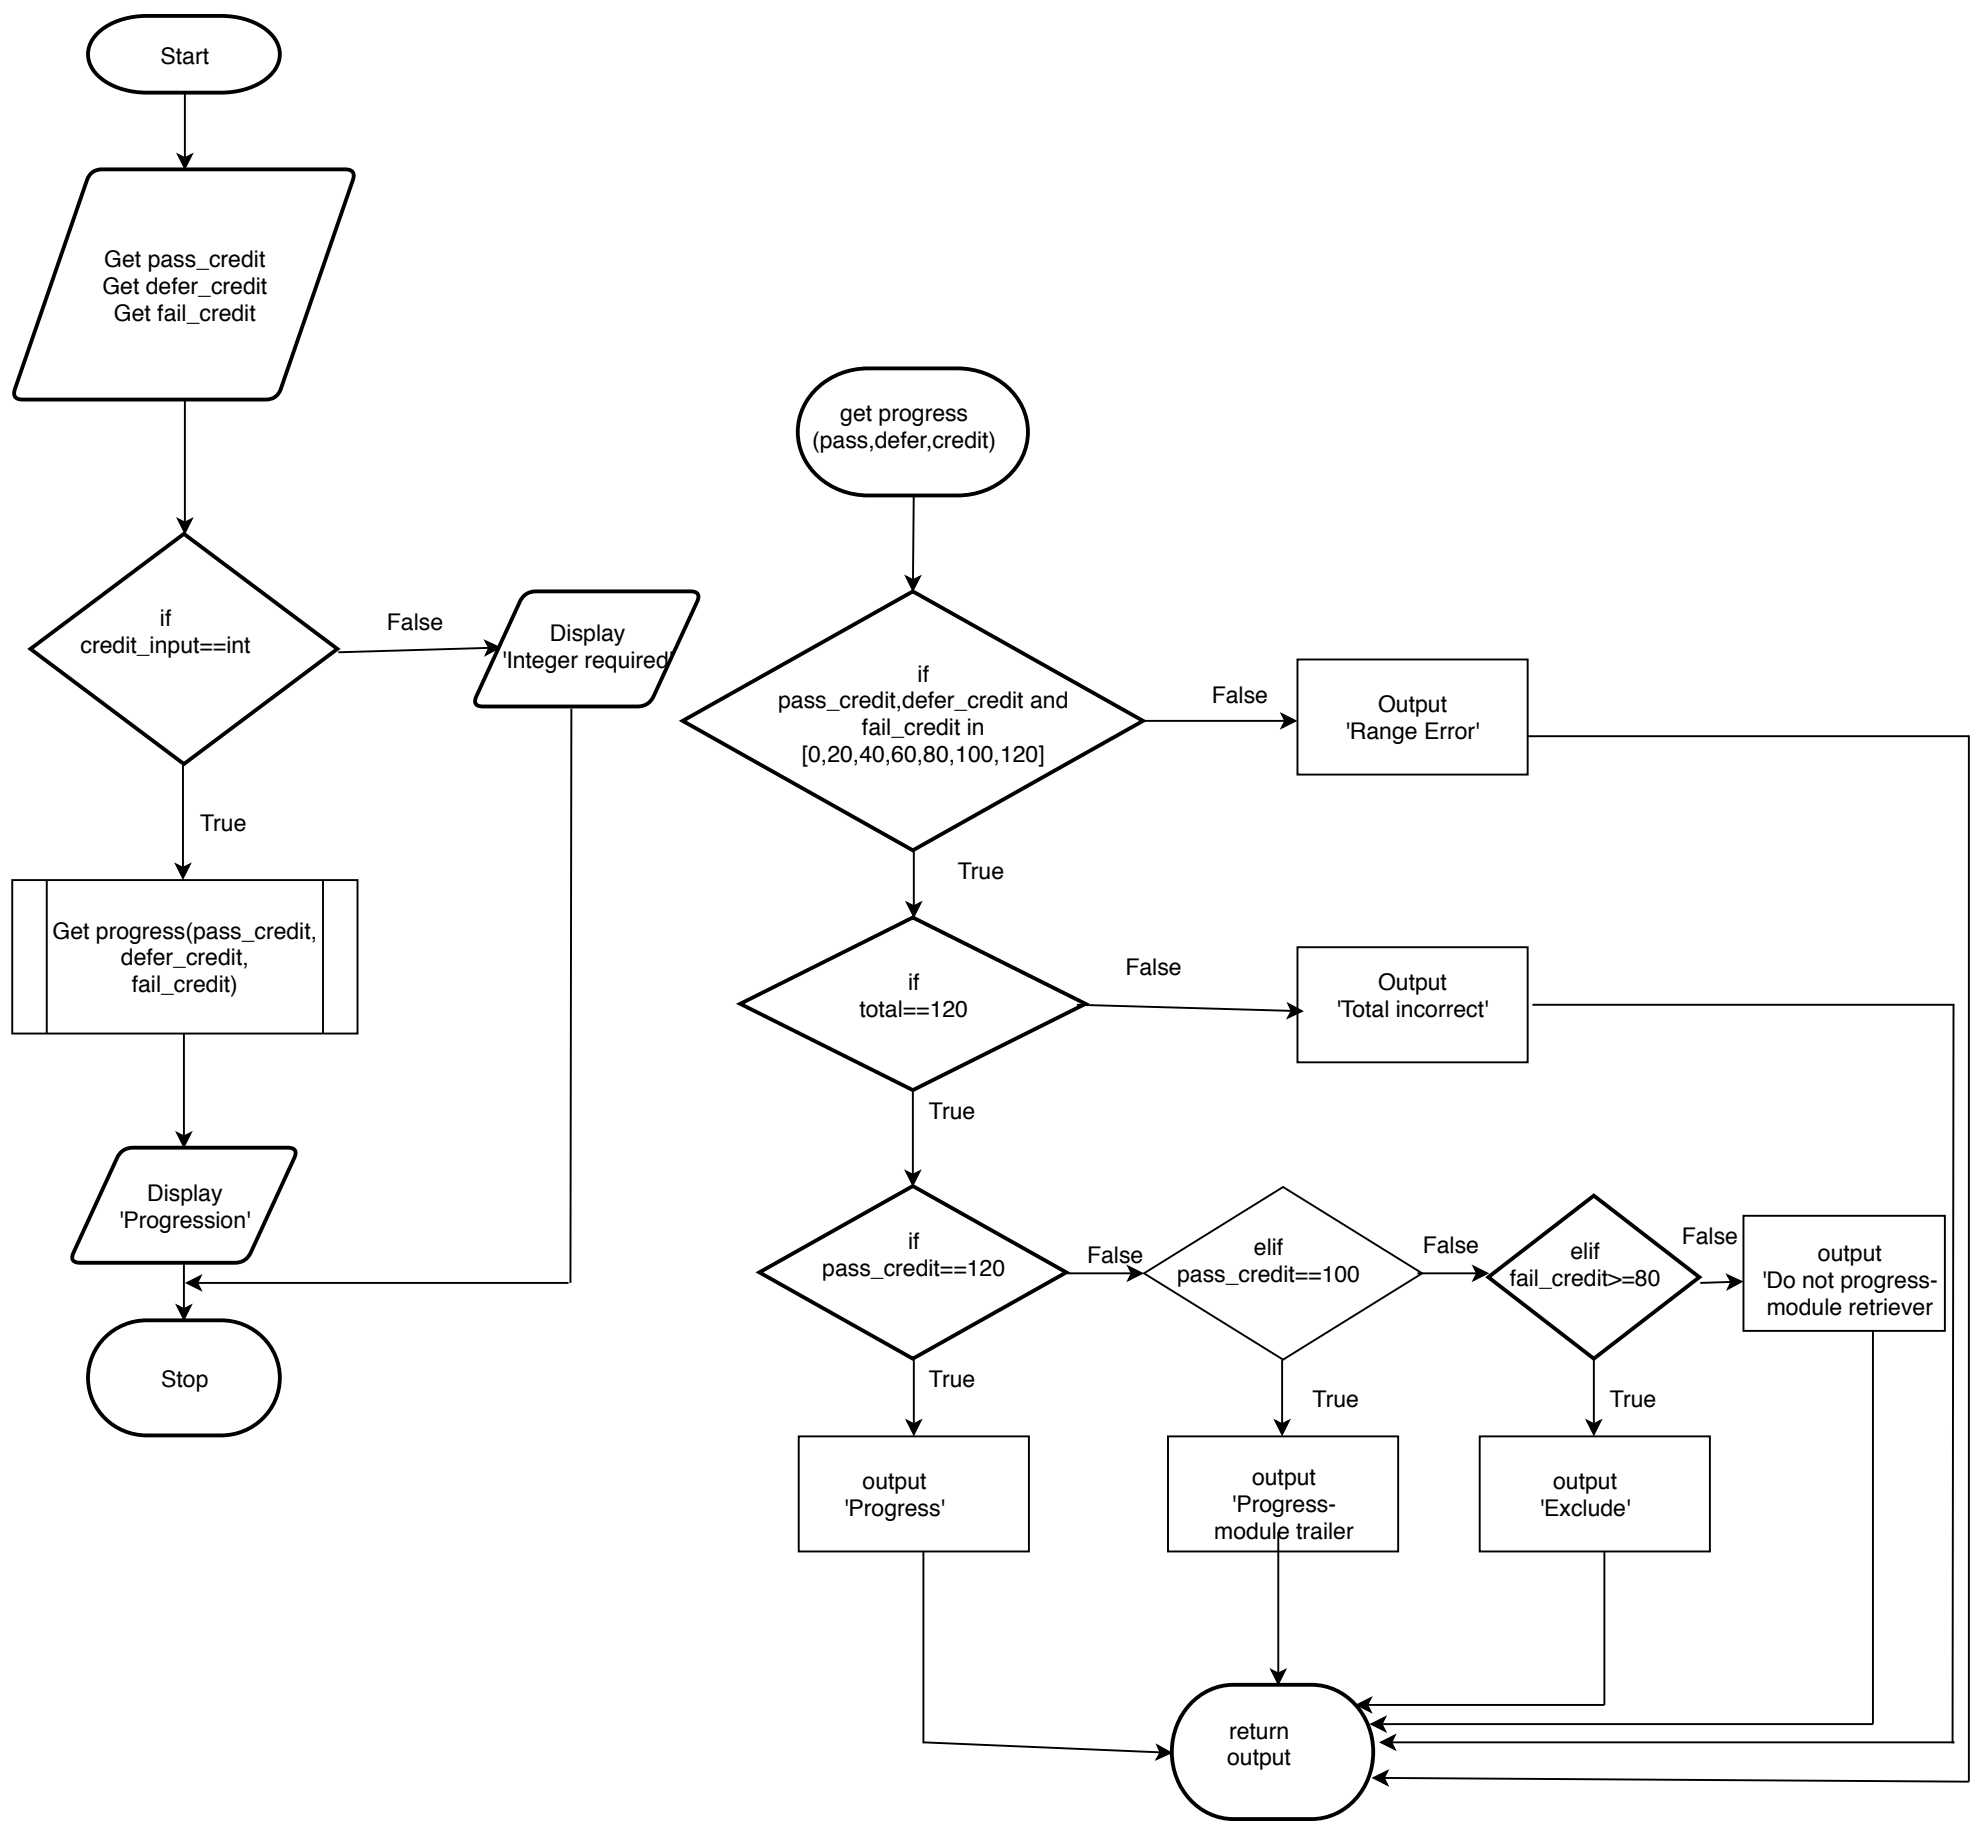 Start
Get pass_credit
Get defer_credit
Get fail_credit
if
credit_input==int
False
Display
'Integer required'
True
Get progress(pass_credit,
defer_credit,
fail_credit)
Display
'Progression'
Stop
get progress
(pass,defer,credit)
if
pass_credit,defer_credit and
fail_credit in
[0,20,40,60,80,100,120]
False
Output
'Range Error'
True
if
total==120
False
Output
'Total incorrect'
True
if
pass_credit==120
False
elif
pass_credit==100
False
elif
fail_credit>=80
False
output
'Do not progress-
module retriever
True
True
True
output
'Progress'
output
'Progress-
module trailer
output
'Exclude'
return
output